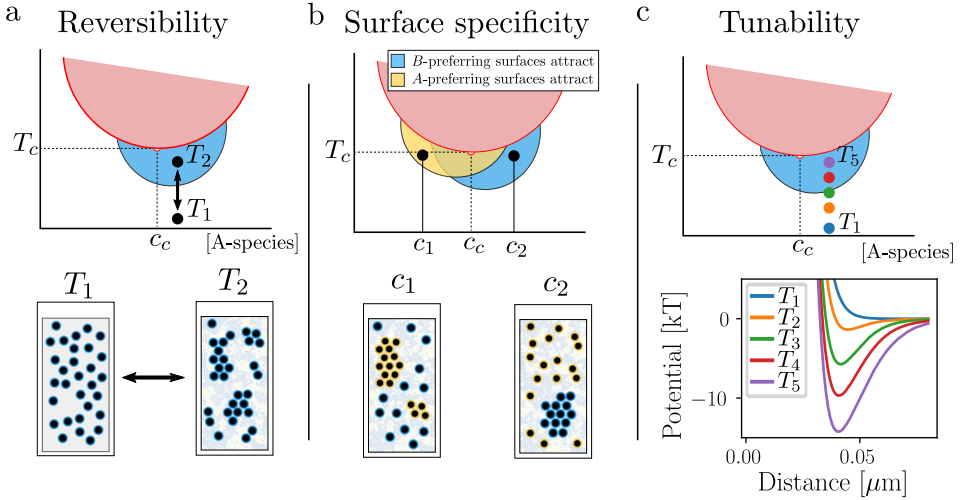 a
Reversibility
T_c
T_2
T_1
c_c
[A-species]
T_1
T_2
b
Surface specificity
B-preferring surfaces attract
A-preferring surfaces attract
T_c
c_1
c_c
c_2
c_1
c_2
c
Tunability
T_c
T_5
T_1
c_c
[A-species]
Potential [kT]
0
−10
T_1
T_2
T_3
T_4
T_5
0.00
0.05
Distance [μm]